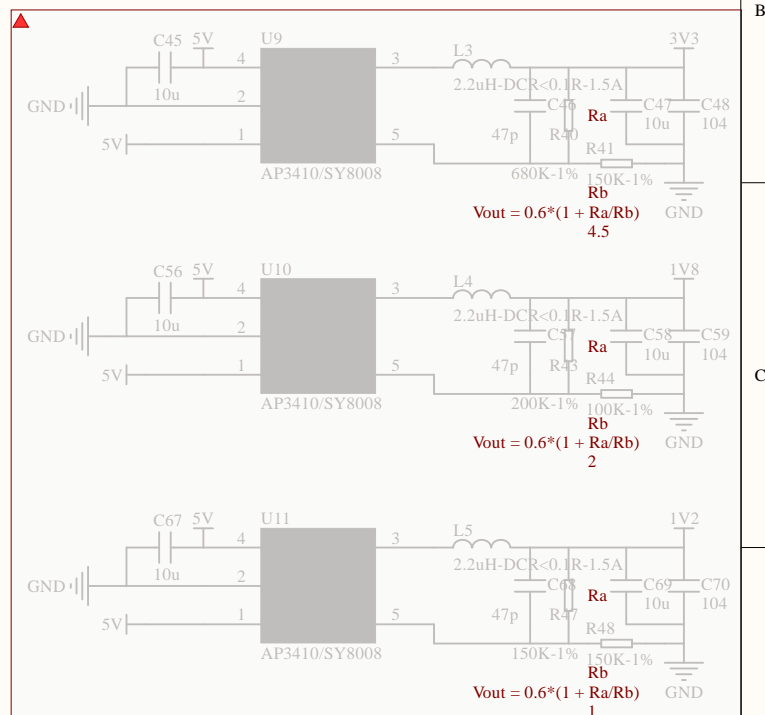 B
C45
5V
U9
4
3
L3
3V3
10u
2.2uH-DCR<0.1R-1.5A
GND
2
C46
Ra
C47
C48
47p
R40
10u
104
5V
1
5
R41
AP3410/SY8008
680K-1%
150K-1%
Rb
Vout = 0.6*(1 + Ra/Rb)
GND
4.5
C56
5V
U10
4
3
L4
1V8
10u
2.2uH-DCR<0.1R-1.5A
GND
2
C57
Ra
C58
C59
47p
R43
10u
104
5V
1
5
R44
C
AP3410/SY8008
200K-1%
100K-1%
Rb
Vout = 0.6*(1 + Ra/Rb)
GND
2
C67
5V
U11
4
3
L5
1V2
10u
2.2uH-DCR<0.1R-1.5A
GND
2
C68
Ra
C69
C70
47p
R47
10u
104
5V
1
5
R48
AP3410/SY8008
150K-1%
150K-1%
Rb
Vout = 0.6*(1 + Ra/Rb)
GND
1